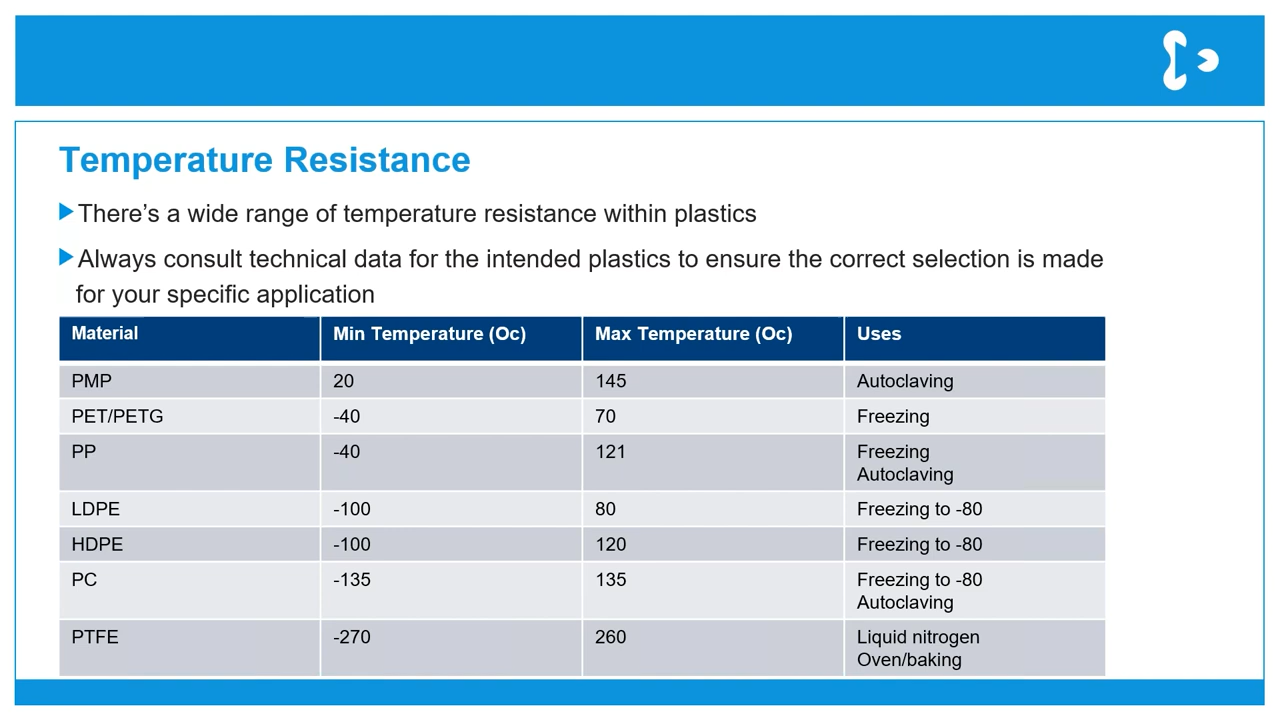 Temperature Resistance
There's a wide range of temperature resistance within plastics
Always consult technical data for the intended plastics to ensure the correct selection is made
for your specific application
Material Min Temperature (Oc) Max Temperature (Oc) Uses
PMP 20 145 Autoclaving
PET/PETG -40 70 Freezing
PP -40 121 Freezing
Autoclaving
LDPE -100 80 Freezing to -80
HDPE -100 120 Freezing to -80
PC -135 135 Freezing to -80
Autoclaving
PTFE -270 260 Liquid nitrogen
Oven/baking